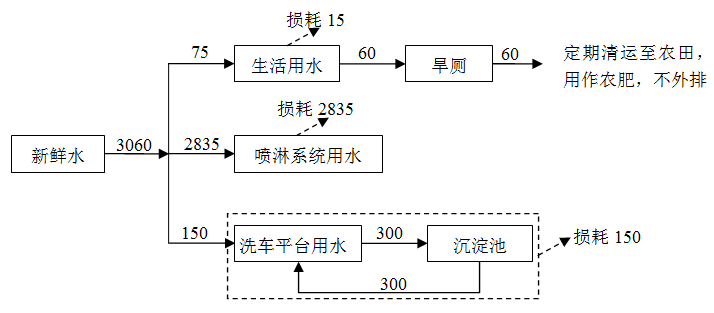 损耗 15
75
生活用水
60
旱厕
60
定期清运至农田，
用作农肥，不外排
损耗 2835
新鲜水
3060
2835
喷淋系统用水
150
洗车平台用水
300
沉淀池
损耗 150
300